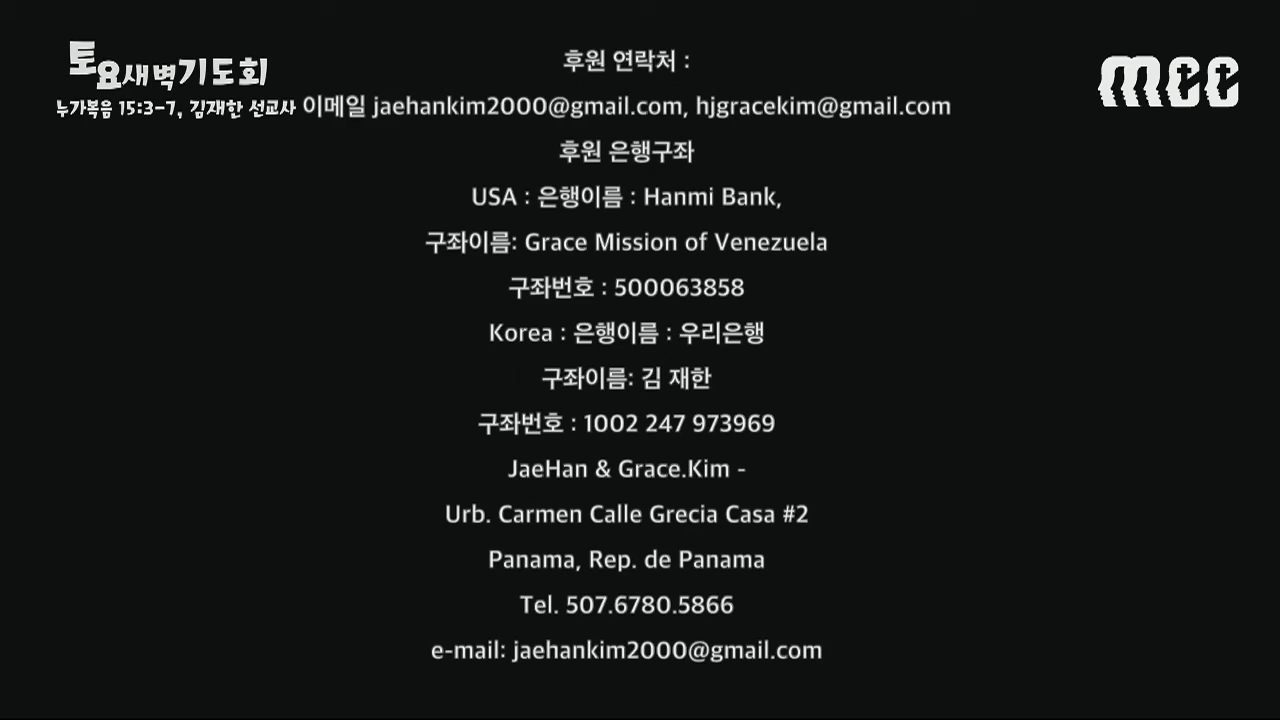 토요새벽기도회
누가복음 15:3-7, 김재한 선교사
mcc
후원 연락처 :
이메일 jaehankim2000@gmail.com, hjgracekim@gmail.com
후원 은행구좌
USA : 은행이름 : Hanmi Bank,
구좌이름: Grace Mission of Venezuela
구좌번호 : 500063858
Korea : 은행이름 : 우리은행
구좌이름: 김 재한
구좌번호 : 1002 247 973969
JaeHan & Grace.Kim -
Urb. Carmen Calle Grecia Casa #2
Panama, Rep. de Panama
Tel. 507.6780.5866
e-mail: jaehankim2000@gmail.com